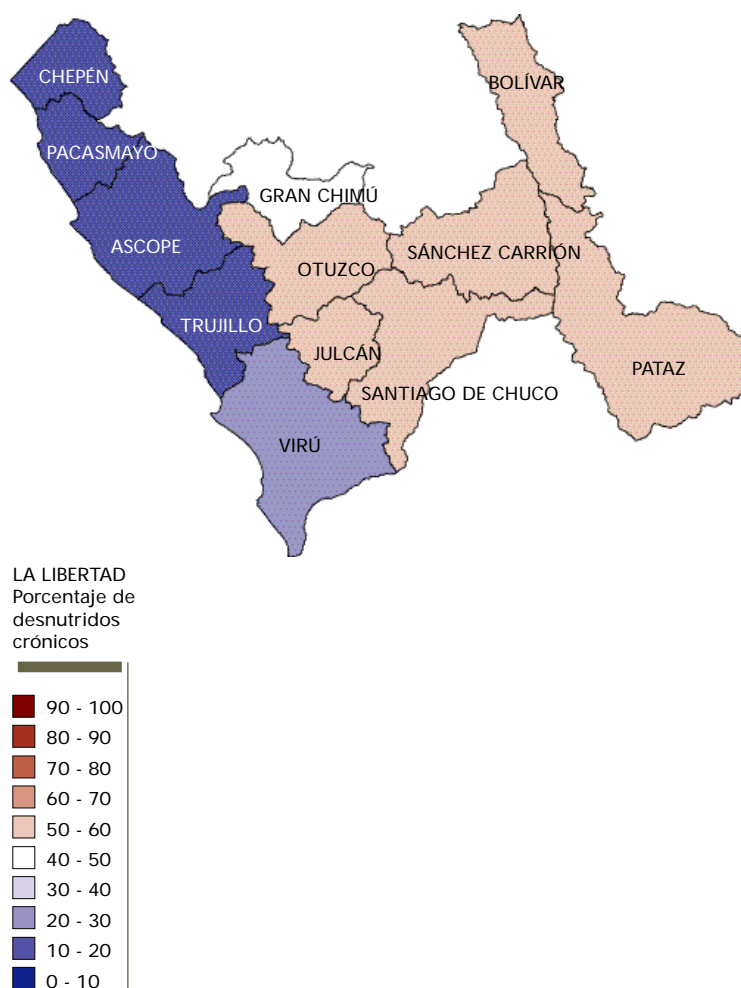 CHEPÉN
BOLÍVAR
PACASMAYO
GRAN CHIMÚ
ASCOPE
OTUZCO
SÁNCHEZ CARRIÓN
TRUJILLO
JULCÁN
PATAZ
SANTIAGO DE CHUCO
VIRÚ
LA LIBERTAD
Porcentaje de
desnutridos
crónicos
90 - 100
80 - 90
70 - 80
60 - 70
50 - 60
40 - 50
30 - 40
20 - 30
10 - 20
0 - 10